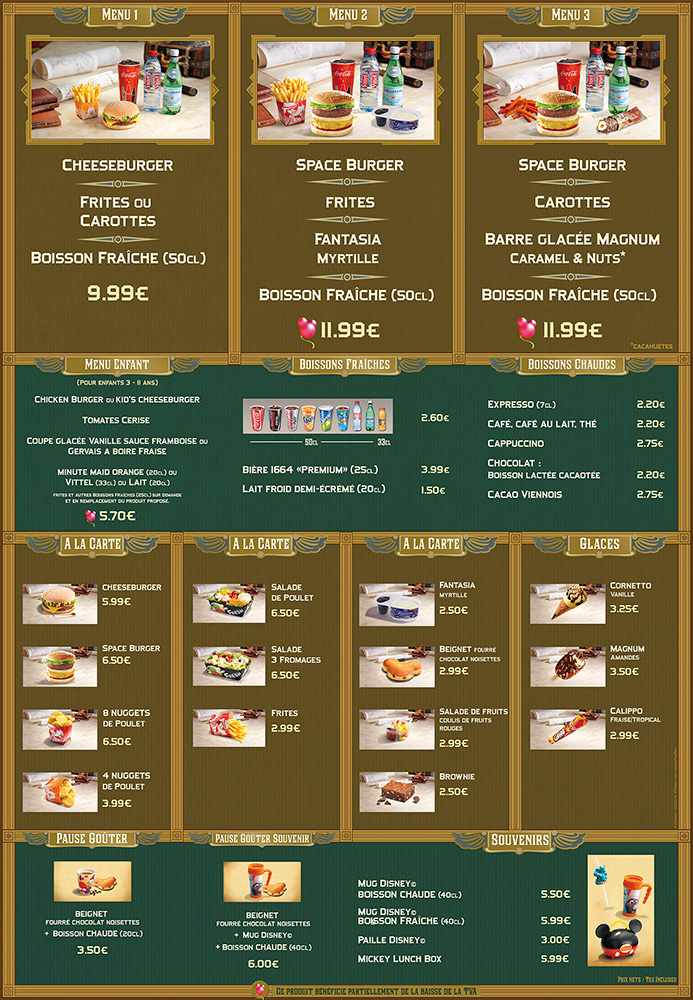 MENU 1
CHEESEBURGER
FRITES OU
CAROTTES
BOISSON FRAÎCHE (50CL)
9.99€
MENU 2
SPACE BURGER
FRITES
FANTASIA
MYRTILLE
BOISSON FRAÎCHE (50CL)
11.99€
MENU 3
SPACE BURGER
CAROTTES
BARRE GLACÉE MAGNUM
CARAMEL & NUTS*
BOISSON FRAÎCHE (50CL)
11.99€
*CACAHUETES
MENU ENFANT
(POUR ENFANTS 3 - 11 ANS)
CHICKEN BURGER OU KID'S CHEESEBURGER
TOMATES CERISE
COUPE GLACÉE VANILLE SAUCE FRAMBOISE OU
GERVAIS A BOIRE FRAISE
MINUTE MAID ORANGE (20CL) OU
VITTEL (33CL) OU LAIT (20CL)
FRITES ET AUTRES BOISSONS FRAICHES (25CL) SUR DEMANDE
ET EN REMPLACEMENT DU PRODUIT PROPOSÉ.
5.70€
BOISSONS FRAÎCHES
50CL 33CL
2.60€
BIÈRE 1664 «PREMIUM» (25CL) 3.99€
LAIT FROID DEMI-ÉCRÉMÉ (20CL) 1.50€
BOISSONS CHAUDES
EXPRESSO (7CL) 2.20€
CAFÉ, CAFÉ AU LAIT, THÉ 2.20€
CAPPUCCINO 2.75€
CHOCOLAT :
BOISSON LACTÉE CACAOTÉE 2.20€
CACAO VIENNOIS 2.75€
A LA CARTE
CHEESEBURGER
5.99€
SPACE BURGER
6.50€
8 NUGGETS
DE POULET
6.50€
4 NUGGETS
DE POULET
3.99€
A LA CARTE
SALADE
DE POULET
6.50€
SALADE
3 FROMAGES
6.50€
FRITES
2.99€
A LA CARTE
FANTASIA
MYRTILLE
2.50€
BEIGNET FOURRÉ
CHOCOLAT NOISETTES
2.99€
SALADE DE FRUITS
COULIS DE FRUITS
ROUGES
2.99€
BROWNIE
2.50€
GLACES
CORNETTO
VANILLE
3.25€
MAGNUM
AMANDES
3.50€
CALIPPO
FRAISE/TROPICAL
2.99€
PAUSE GOÛTER
BEIGNET
FOURRÉ CHOCOLAT NOISETTES
+ BOISSON CHAUDE (20CL)
3.50€
PAUSE GOÛTER SOUVENIR
BEIGNET
FOURRÉ CHOCOLAT NOISETTES
+ MUG DISNEY©
+ BOISSON CHAUDE (40CL)
6.00€
SOUVENIRS
MUG DISNEY©
BOISSON CHAUDE (40CL) 5.50€
MUG DISNEY©
BOISSON FRAÎCHE (40CL) 5.99€
PAILLE DISNEY© 3.00€
MICKEY LUNCH BOX 5.99€
PRIX NETS / TAX INCLUDED
CE PRODUIT BÉNÉFICIE PARTIELLEMENT DE LA BAISSE DE LA TVA